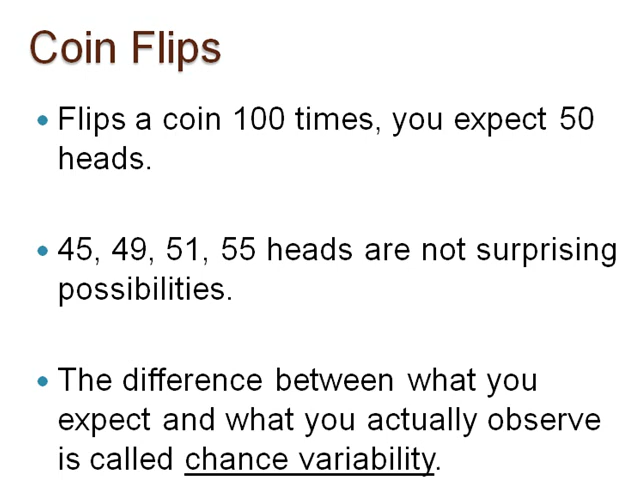 Coin Flips
• Flips a coin 100 times, you expect 50
heads.
• 45, 49, 51, 55 heads are not surprising
possibilities.
• The difference between what you
expect and what you actually observe
is called chance variability.